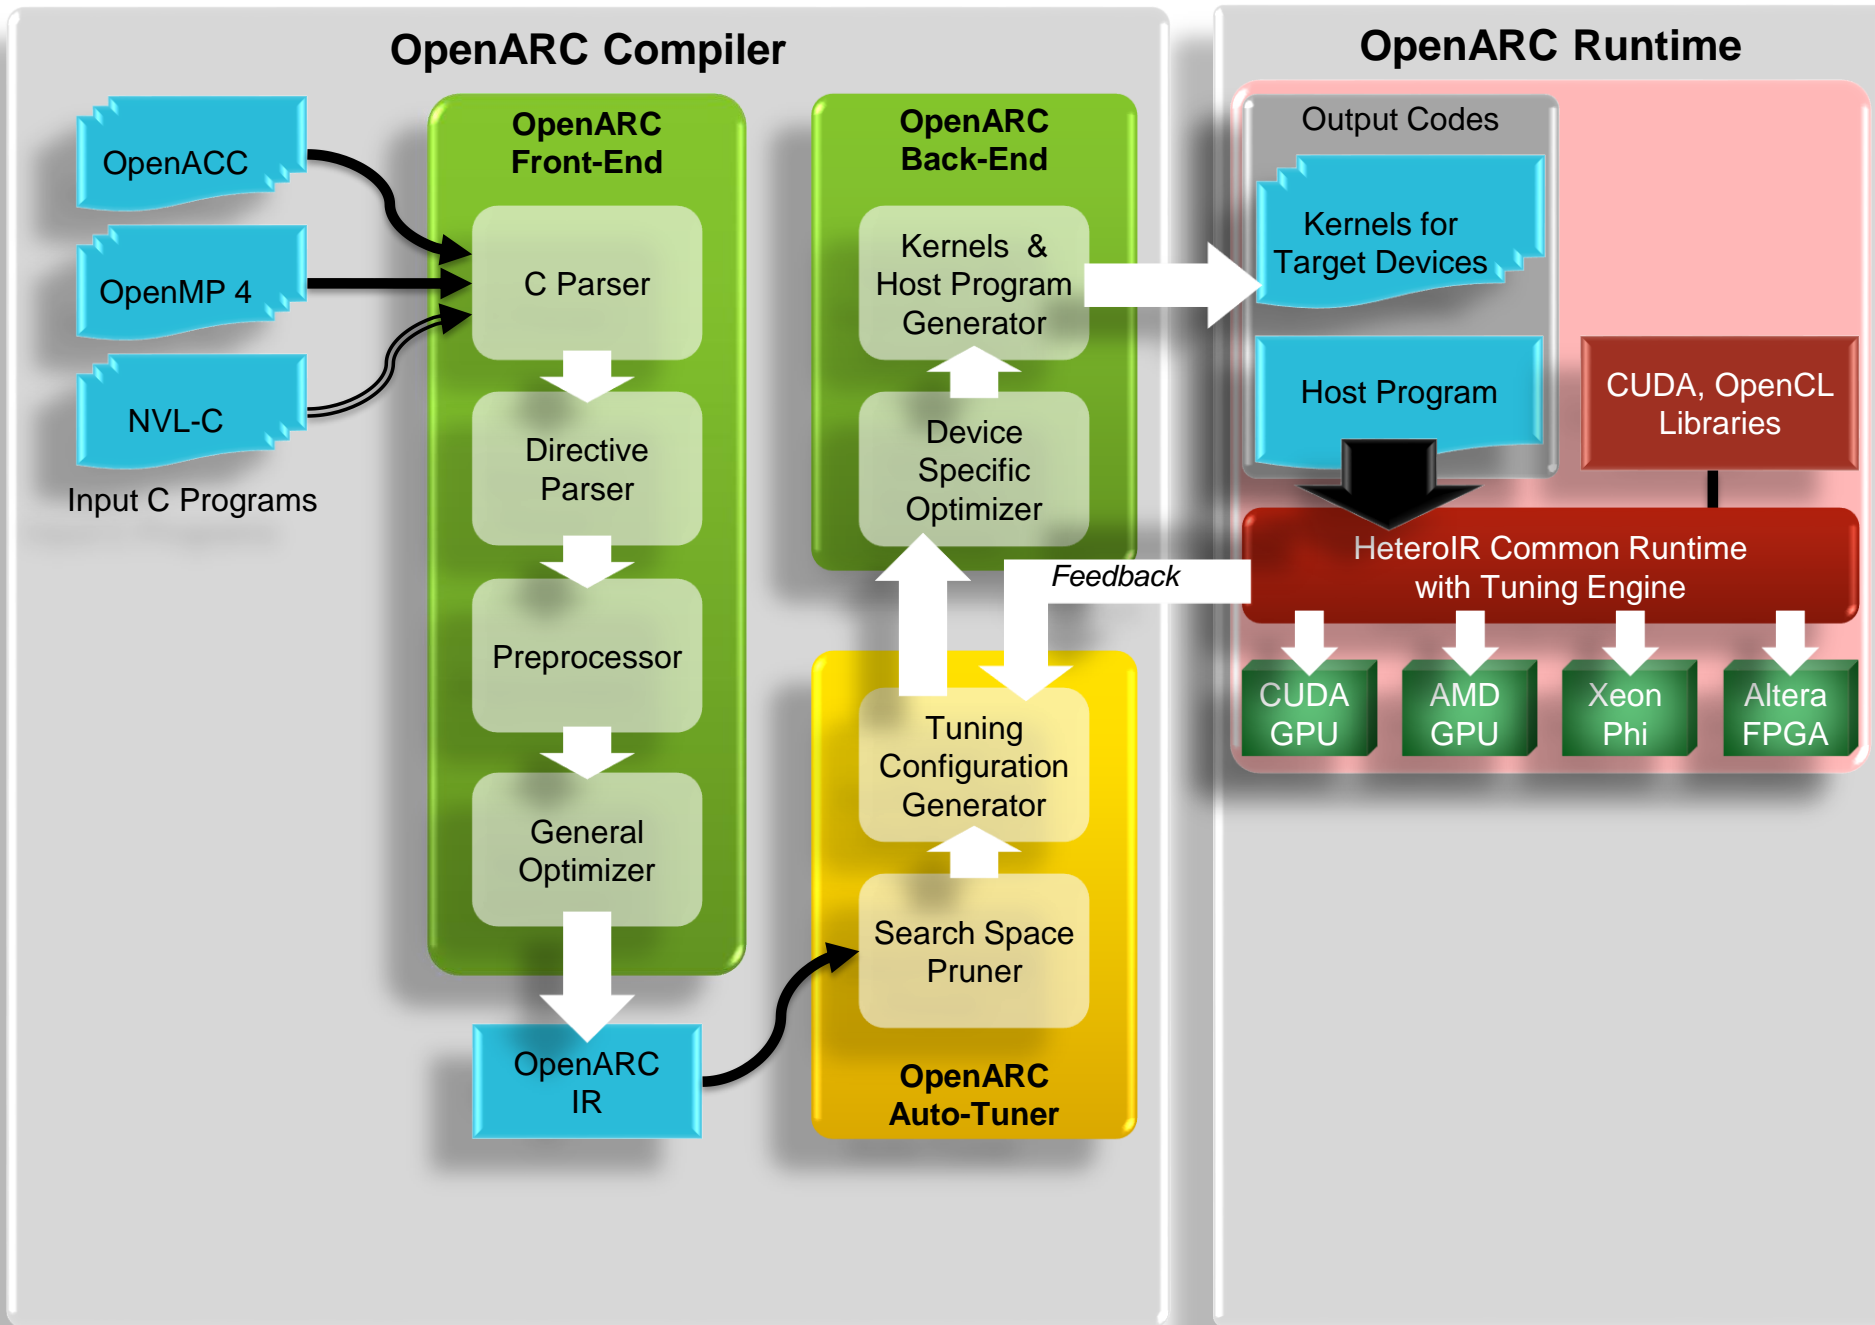 OpenARC Compiler
OpenACC
OpenMP 4
NVL-C
Input C Programs
OpenARC
Front-End
C Parser
Directive
Parser
Preprocessor
General
Optimizer
OpenARC
IR
OpenARC
Back-End
Kernels &
Host Program
Generator
Device
Specific
Optimizer
Feedback
Tuning
Configuration
Generator
Search Space
Pruner
OpenARC
Auto-Tuner
OpenARC Runtime
Output Codes
Kernels for
Target Devices
Host Program
CUDA, OpenCL
Libraries
HeteroIR Common Runtime
with Tuning Engine
CUDA
GPU
AMD
GPU
Xeon
Phi
Altera
FPGA